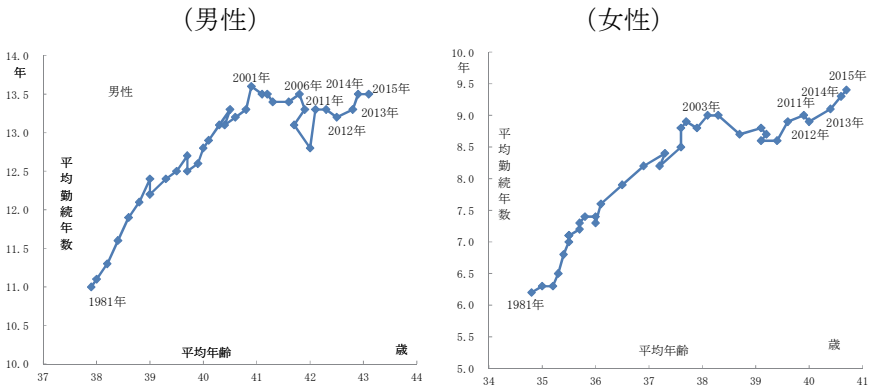 （男性）
14.0
年
13.5
13.0
12.5
12.0
11.5
11.0
10.5
10.0
男性
平均勤続年数
1981年
2001年
2006年
2011年
2014年
2015年
2013年
2012年
平均年齢
歳
37 38 39 40 41 42 43 44
（女性）
10.0
年
9.5
9.0
8.5
8.0
7.5
7.0
6.5
6.0
5.5
5.0
平均勤続年数
1981年
2003年
2011年
2014年
2015年
2013年
2012年
平均年齢
歳
34 35 36 37 38 39 40 41